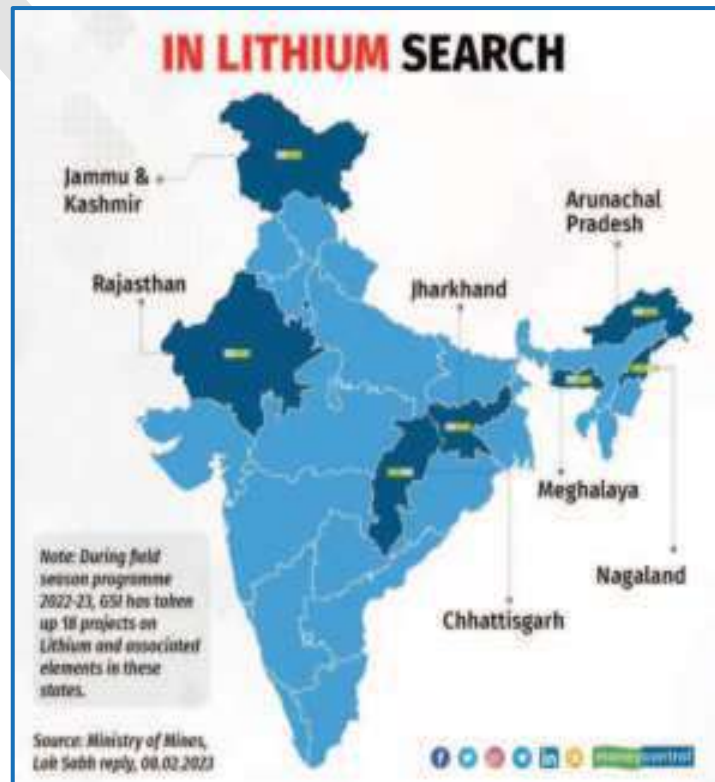 IN LITHIUM SEARCH
Jammu &
Kashmir
Arunachal
Pradesh
Rajasthan
Jharkhand
Meghalaya
Nagaland
Chhattisgarh
Note: During field
season programme
2022-23, GSI has taken
up 18 projects on
Lithium and associated
elements in these
states.
Source: Ministry of Mines,
Lok Sabh reply, 08.02.2023
moneycontrol